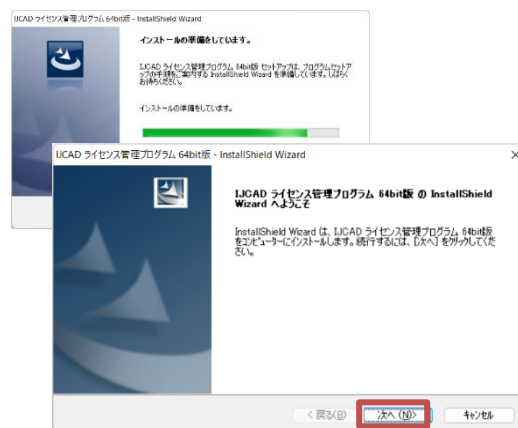 IJCAD ライセンス管理プログラム 64bit版 - InstallShield Wizard
インストールの準備をしています。
IJCAD ライセンス管理プログラム 64bit版 セットアップは、プログラムセットア
ップの手順をご案内する InstallShield Wizard を準備しています。しばらく
お待ちください。
インストールの準備をしています。
IJCAD ライセンス管理プログラム 64bit版 - InstallShield Wizard
IJCAD ライセンス管理プログラム 64bit版 の InstallShield
Wizard へようこそ
InstallShield Wizard は、IJCAD ライセンス管理プログラム 64bit版
をコンピューターにインストールします。続行するには、[次へ] をクリックしてくだ
さい。
< 戻る(B)
次へ (N)>
キャンセル